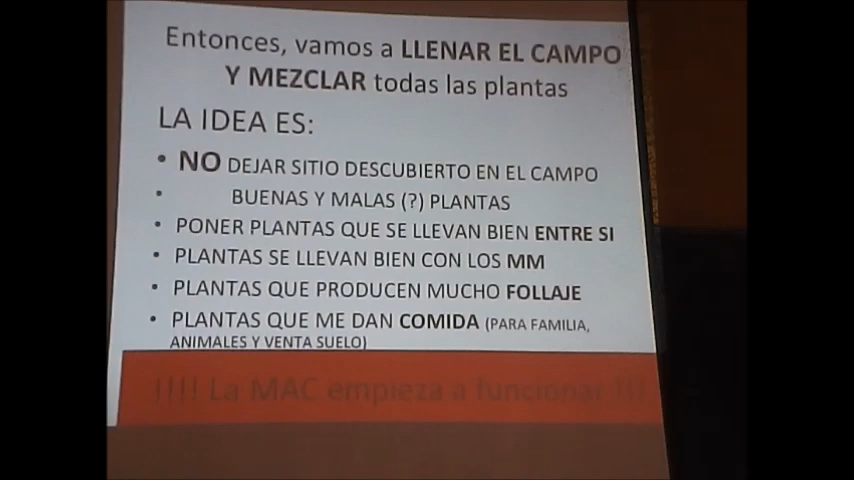 Entonces, vamos a LLENAR EL CAMPO
Y MEZCLAR todas las plantas
LA IDEA ES:
• NO DEJAR SITIO DESCUBIERTO EN EL CAMPO
• BUENAS Y MALAS (?) PLANTAS
• PONER PLANTAS QUE SE LLEVAN BIEN ENTRE SI
• PLANTAS SE LLEVAN BIEN CON LOS MM
• PLANTAS QUE PRODUCEN MUCHO FOLLAJE
• PLANTAS QUE ME DAN COMIDA (PARA FAMILIA,
ANIMALES Y VENTA SUELO)
!!!! La MAC empieza a funcionar !!!